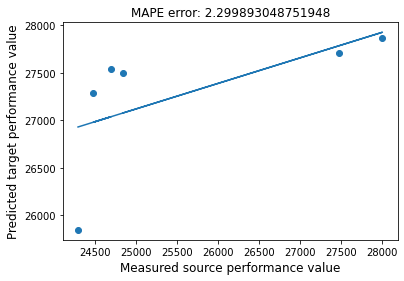 MAPE error: 2.299893048751948
28000
27500
27000
26500
26000
Predicted target performance value
24500 25000 25500 26000 26500 27000 27500 28000
Measured source performance value